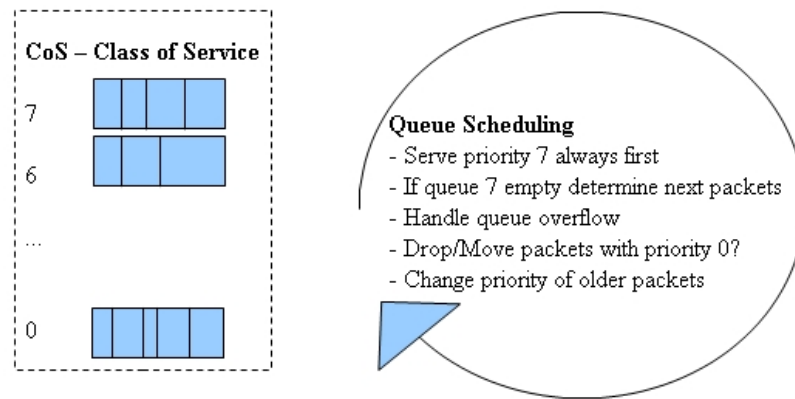 CoS – Class of Service
7
6
...
0
Queue Scheduling
- Serve priority 7 always first
- If queue 7 empty determine next packets
- Handle queue overflow
- Drop/Move packets with priority 0?
- Change priority of older packets